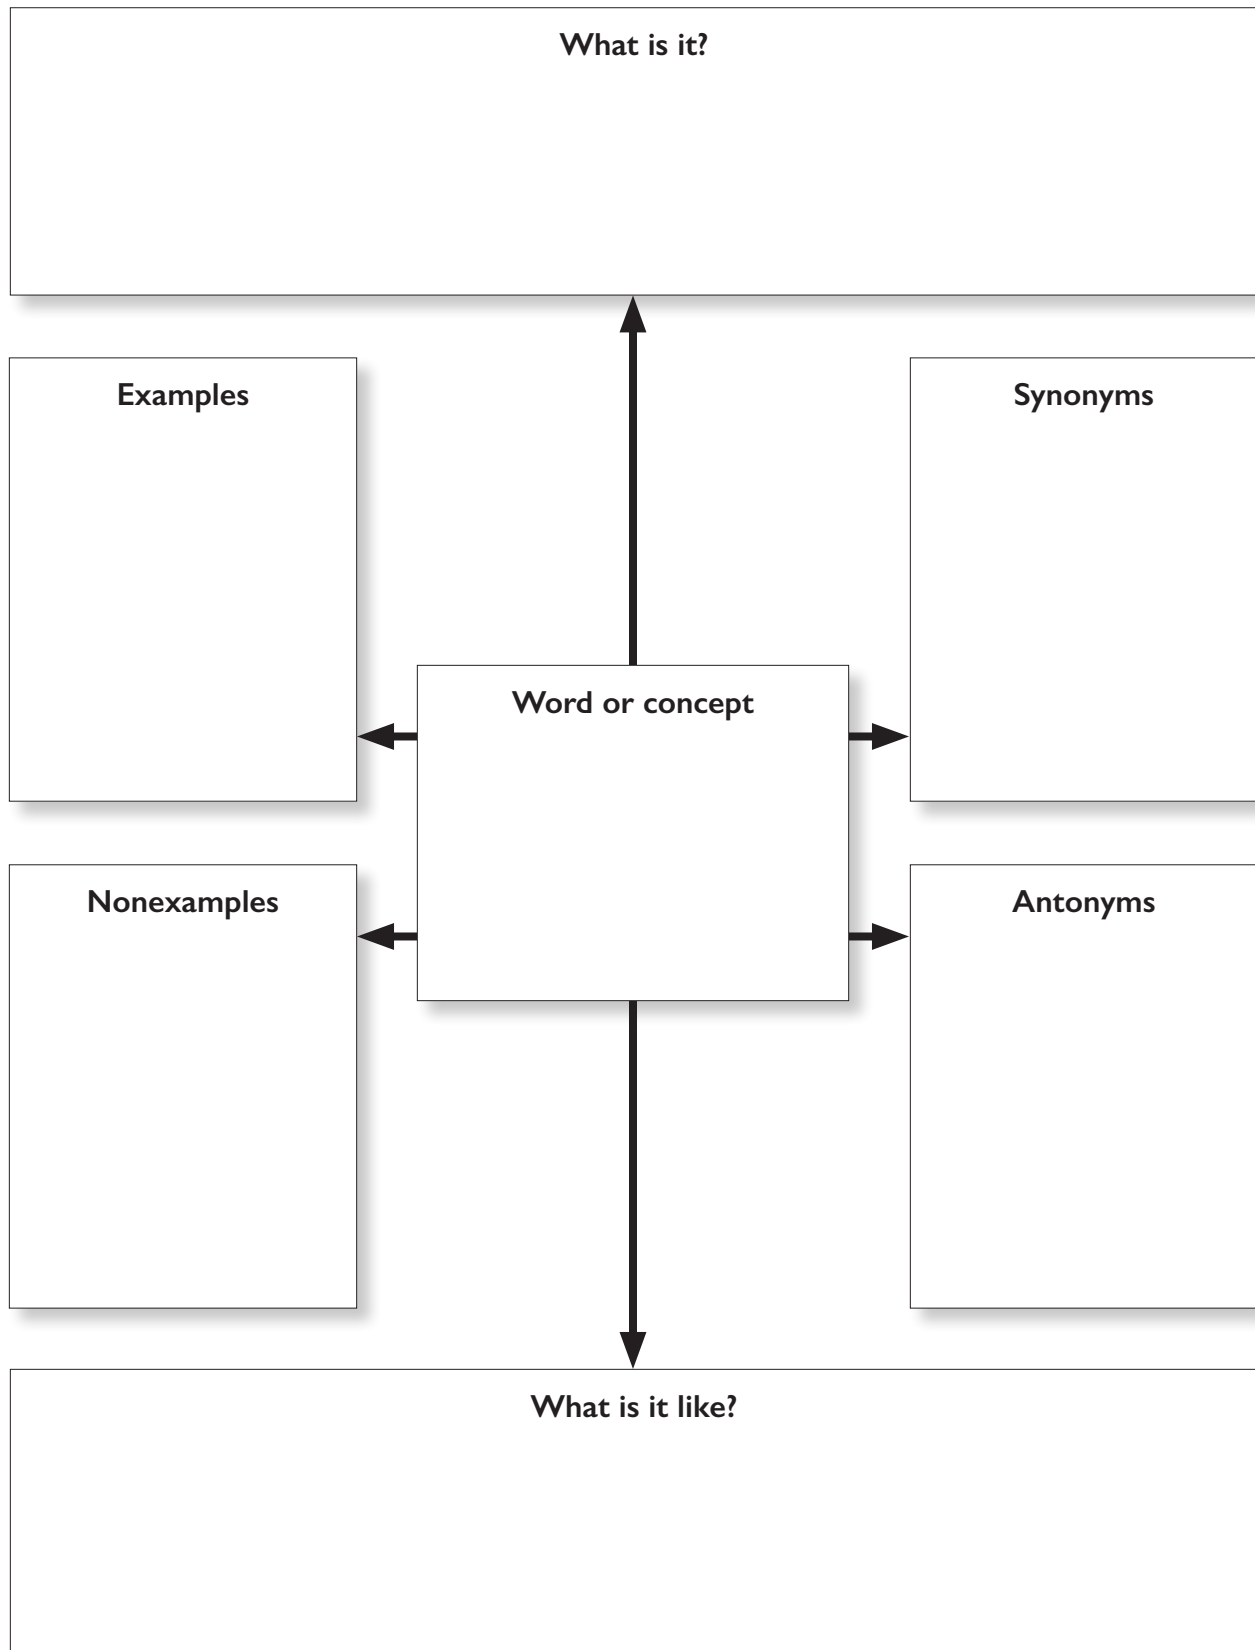 What is it?
Examples
Synonyms
Word or concept
Nonexamples
Antonyms
What is it like?